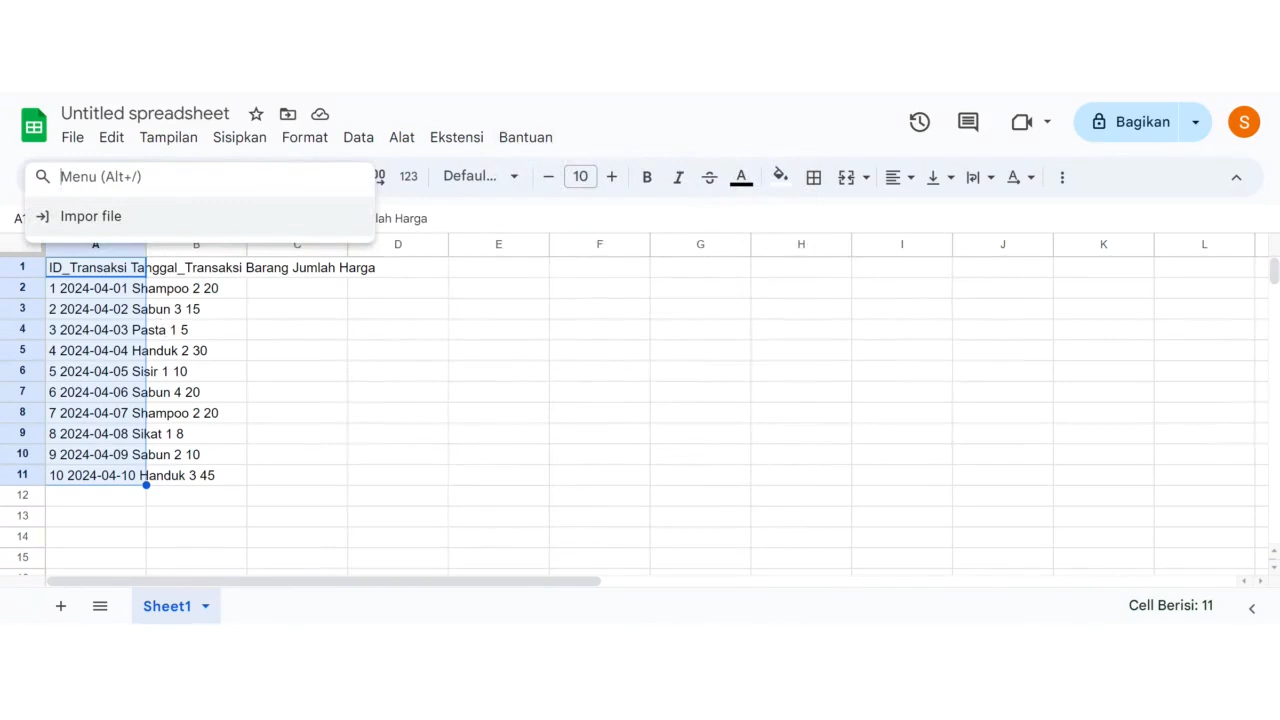 Untitled spreadsheet
File Edit Tampilan Sisipkan Format Data Alat Ekstensi Bantuan
Bagikan
S
Menu (Alt+/)
123 Defaul... 10 B I A A
Impor file
lah Harga
A B C D E F G H I J K L
1 ID_Transaksi Tanggal_Transaksi Barang Jumlah Harga
2 1 2024-04-01 Shampoo 2 20
3 2 2024-04-02 Sabun 3 15
4 3 2024-04-03 Pasta 1 5
5 4 2024-04-04 Handuk 2 30
6 5 2024-04-05 Sisir 1 10
7 6 2024-04-06 Sabun 4 20
8 7 2024-04-07 Shampoo 2 20
9 8 2024-04-08 Sikat 1 8
10 9 2024-04-09 Sabun 2 10
11 10 2024-04-10 Handuk 3 45
12
13
14
15
Sheet1
Cell Berisi: 11